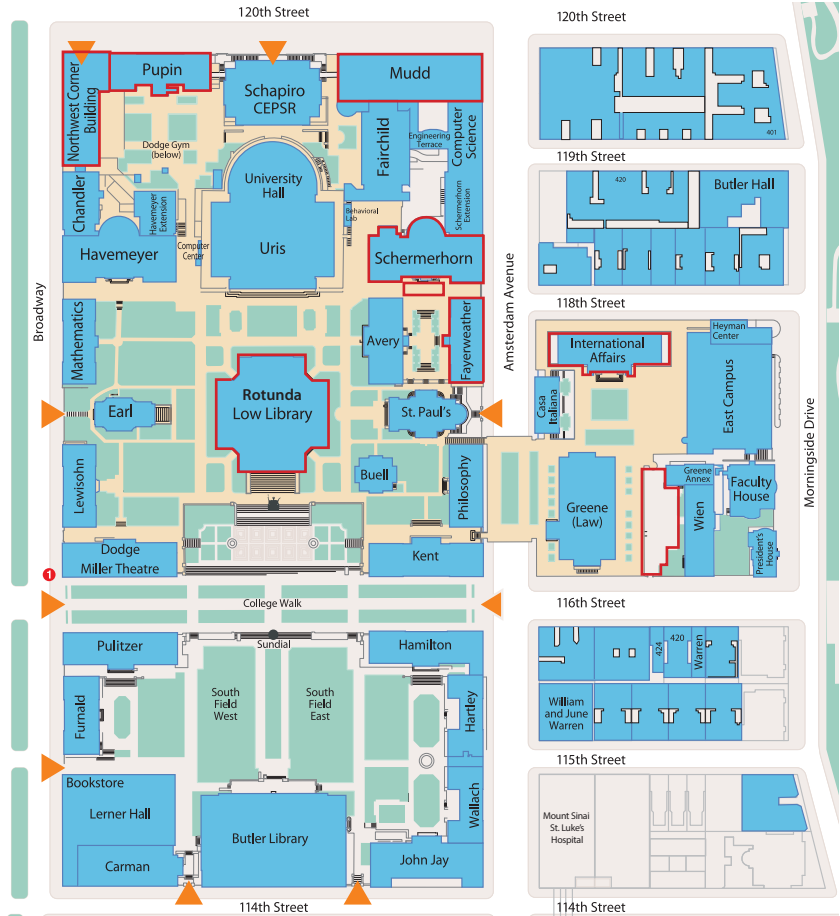 120th Street
120th Street
Northwest Corner
Building
Pupin
Schapiro
CEPSR
Mudd
Fairchild
Engineering
Terrace
Computer
Science
401
Dodge Gym
(below)
119th Street
University
Hall
420
Butler Hall
Chandler
Havemeyer
Extension
Behavioral
Lab
Schermerhorn
Extension
Havemeyer
Computer
Center
Uris
Schermerhorn
Amsterdam Avenue
118th Street
Broadway
Mathematics
Avery
Fayerweather
International
Affairs
Heyman
Center
Rotunda
Low Library
Earl
St. Paul's
Casa
Italiana
East Campus
Morningside Drive
Lewisohn
Buell
Philosophy
Greene
(Law)
Greene
Annex
Wien
Faculty
House
President's
House
Dodge
Miller Theatre
Kent
1
College Walk
116th Street
Pulitzer
Sundial
Hamilton
424
420
Warren
Furnald
South
Field
West
South
Field
East
Hartley
William
and June
Warren
115th Street
Bookstore
Lerner Hall
Wallach
Mount Sinai
St. Luke's
Hospital
Butler Library
Carman
John Jay
114th Street
114th Street